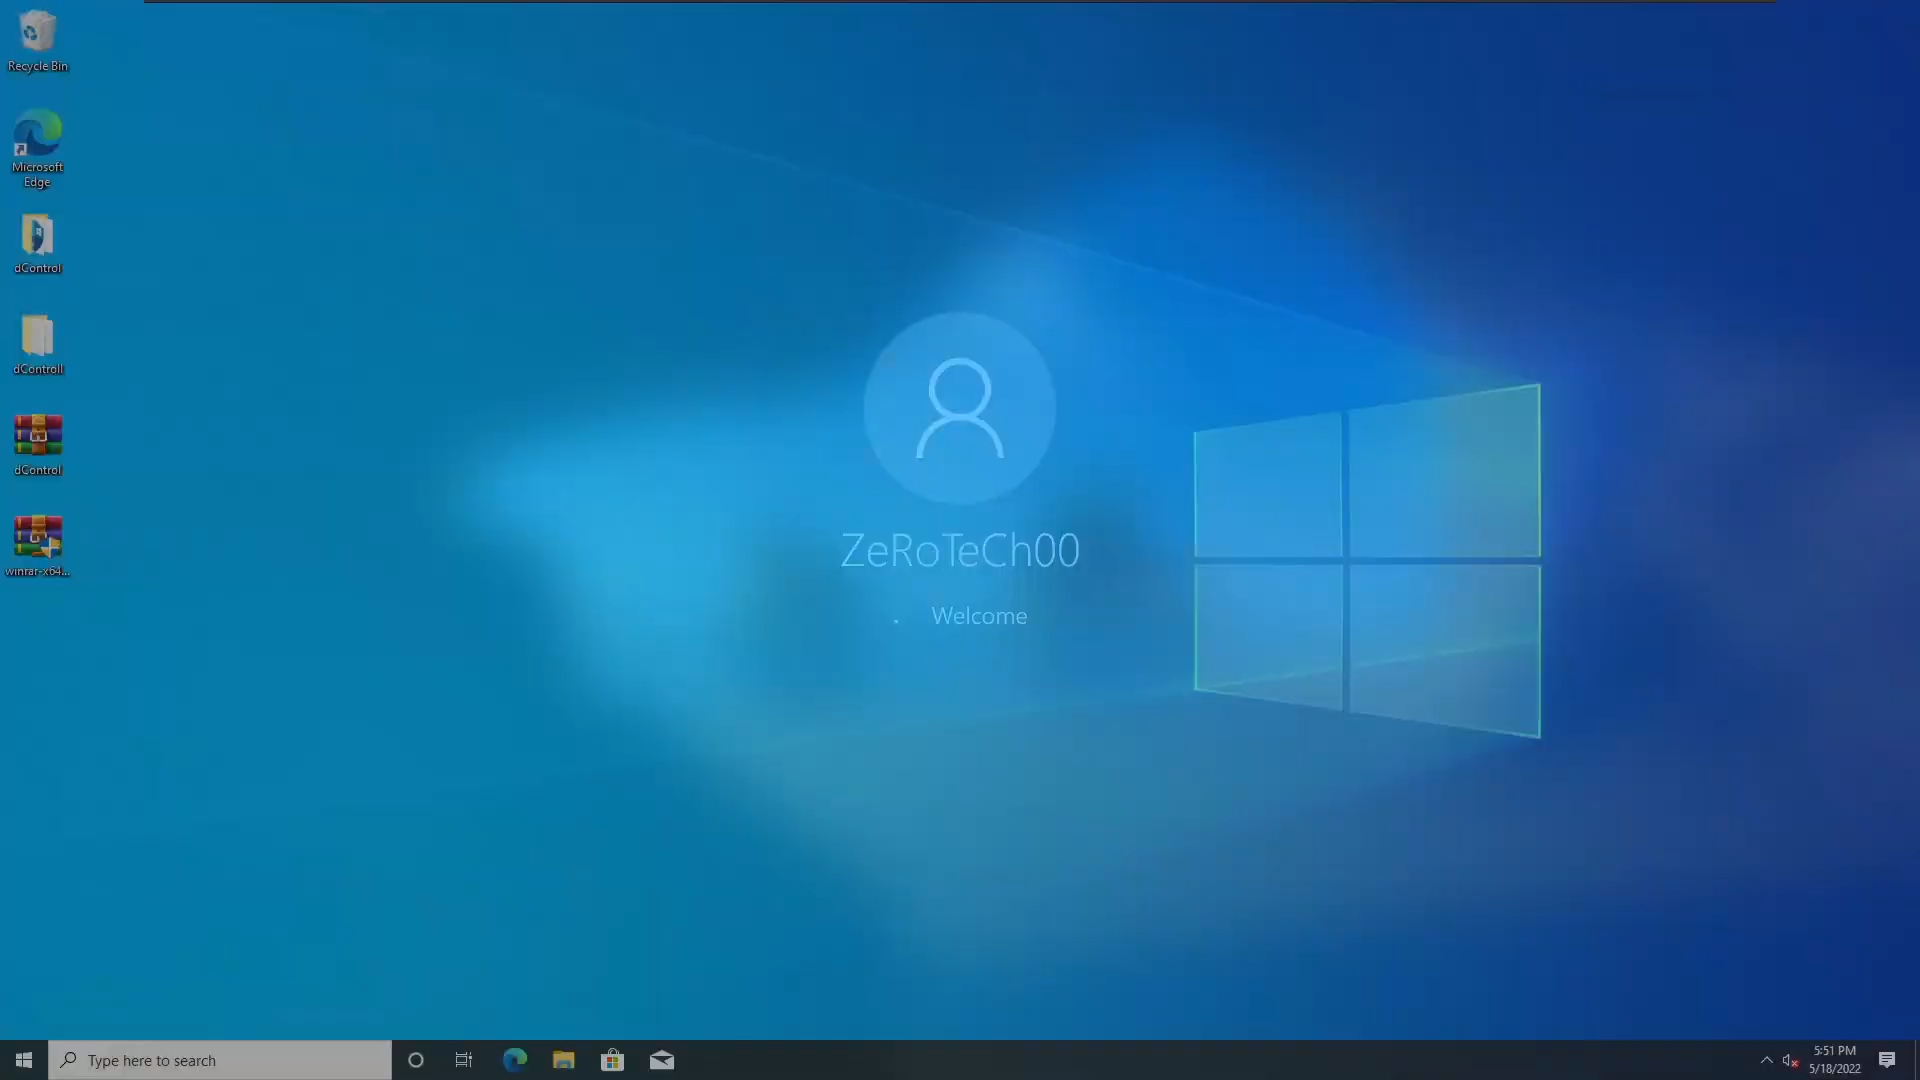 Recycle Bin
Microsoft
Edge
dControl
dControll
dControl
winrar-x64...
ZeRoTeCh00
Welcome
Type here to search
5:51 PM
5/18/2022